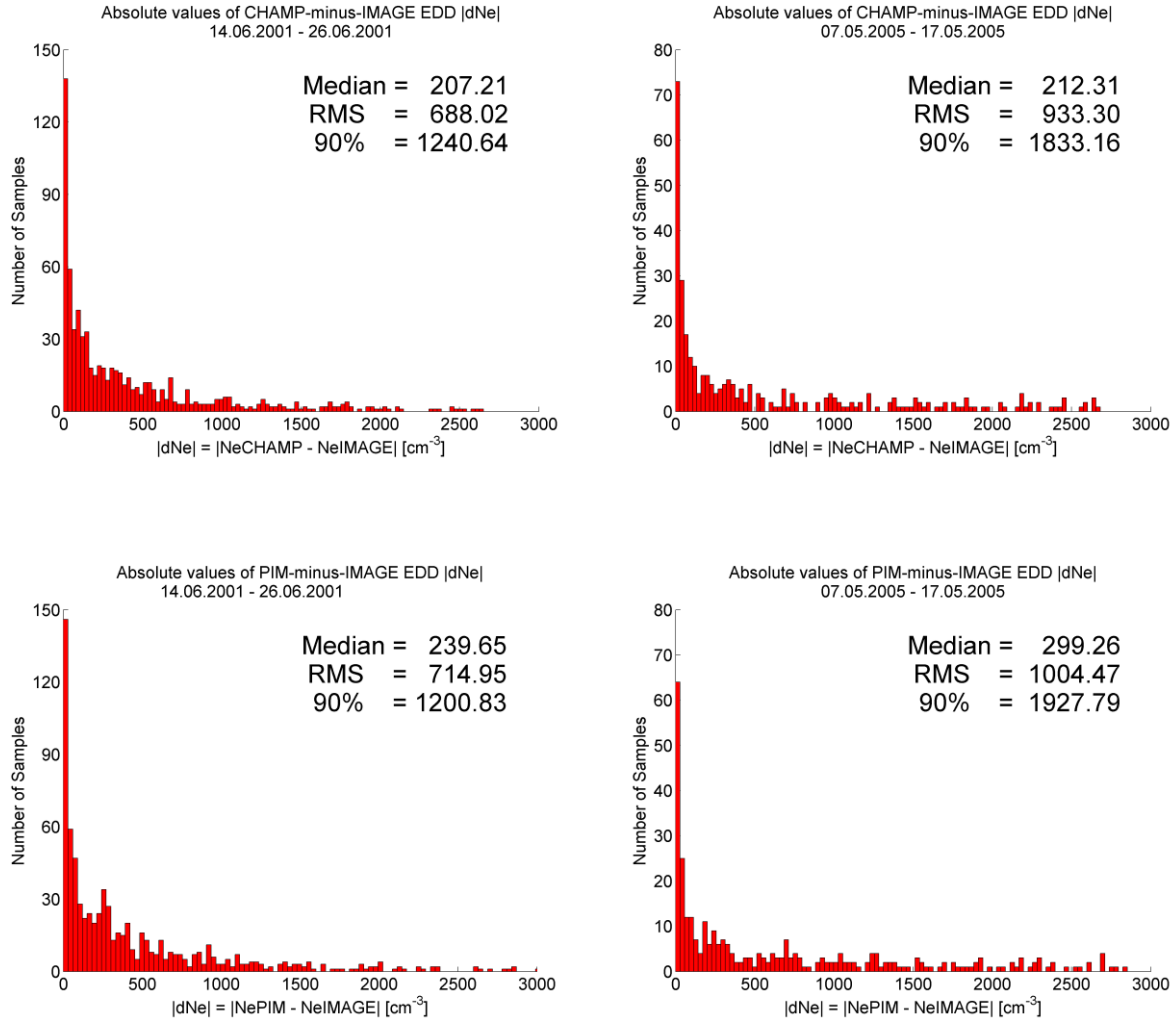 Absolute values of CHAMP-minus-IMAGE EDD |dNe|
14.06.2001 - 26.06.2001
150
120
90
60
30
0
Number of Samples
Median = 207.21
RMS = 688.02
90% = 1240.64
0 500 1000 1500 2000 2500 3000
|dNe| = |NeCHAMP - NeIMAGE| [cm-3]
Absolute values of CHAMP-minus-IMAGE EDD |dNe|
07.05.2005 - 17.05.2005
80
70
60
50
40
30
20
10
0
Number of Samples
Median = 212.31
RMS = 933.30
90% = 1833.16
0 500 1000 1500 2000 2500 3000
|dNe| = |NeCHAMP - NeIMAGE| [cm-3]
Absolute values of PIM-minus-IMAGE EDD |dNe|
14.06.2001 - 26.06.2001
150
120
90
60
30
0
Number of Samples
Median = 239.65
RMS = 714.95
90% = 1200.83
0 500 1000 1500 2000 2500 3000
|dNe| = |NePIM - NeIMAGE| [cm-3]
Absolute values of PIM-minus-IMAGE EDD |dNe|
07.05.2005 - 17.05.2005
80
70
60
50
40
30
20
10
0
Number of Samples
Median = 299.26
RMS = 1004.47
90% = 1927.79
0 500 1000 1500 2000 2500 3000
|dNe| = |NePIM - NeIMAGE| [cm-3]